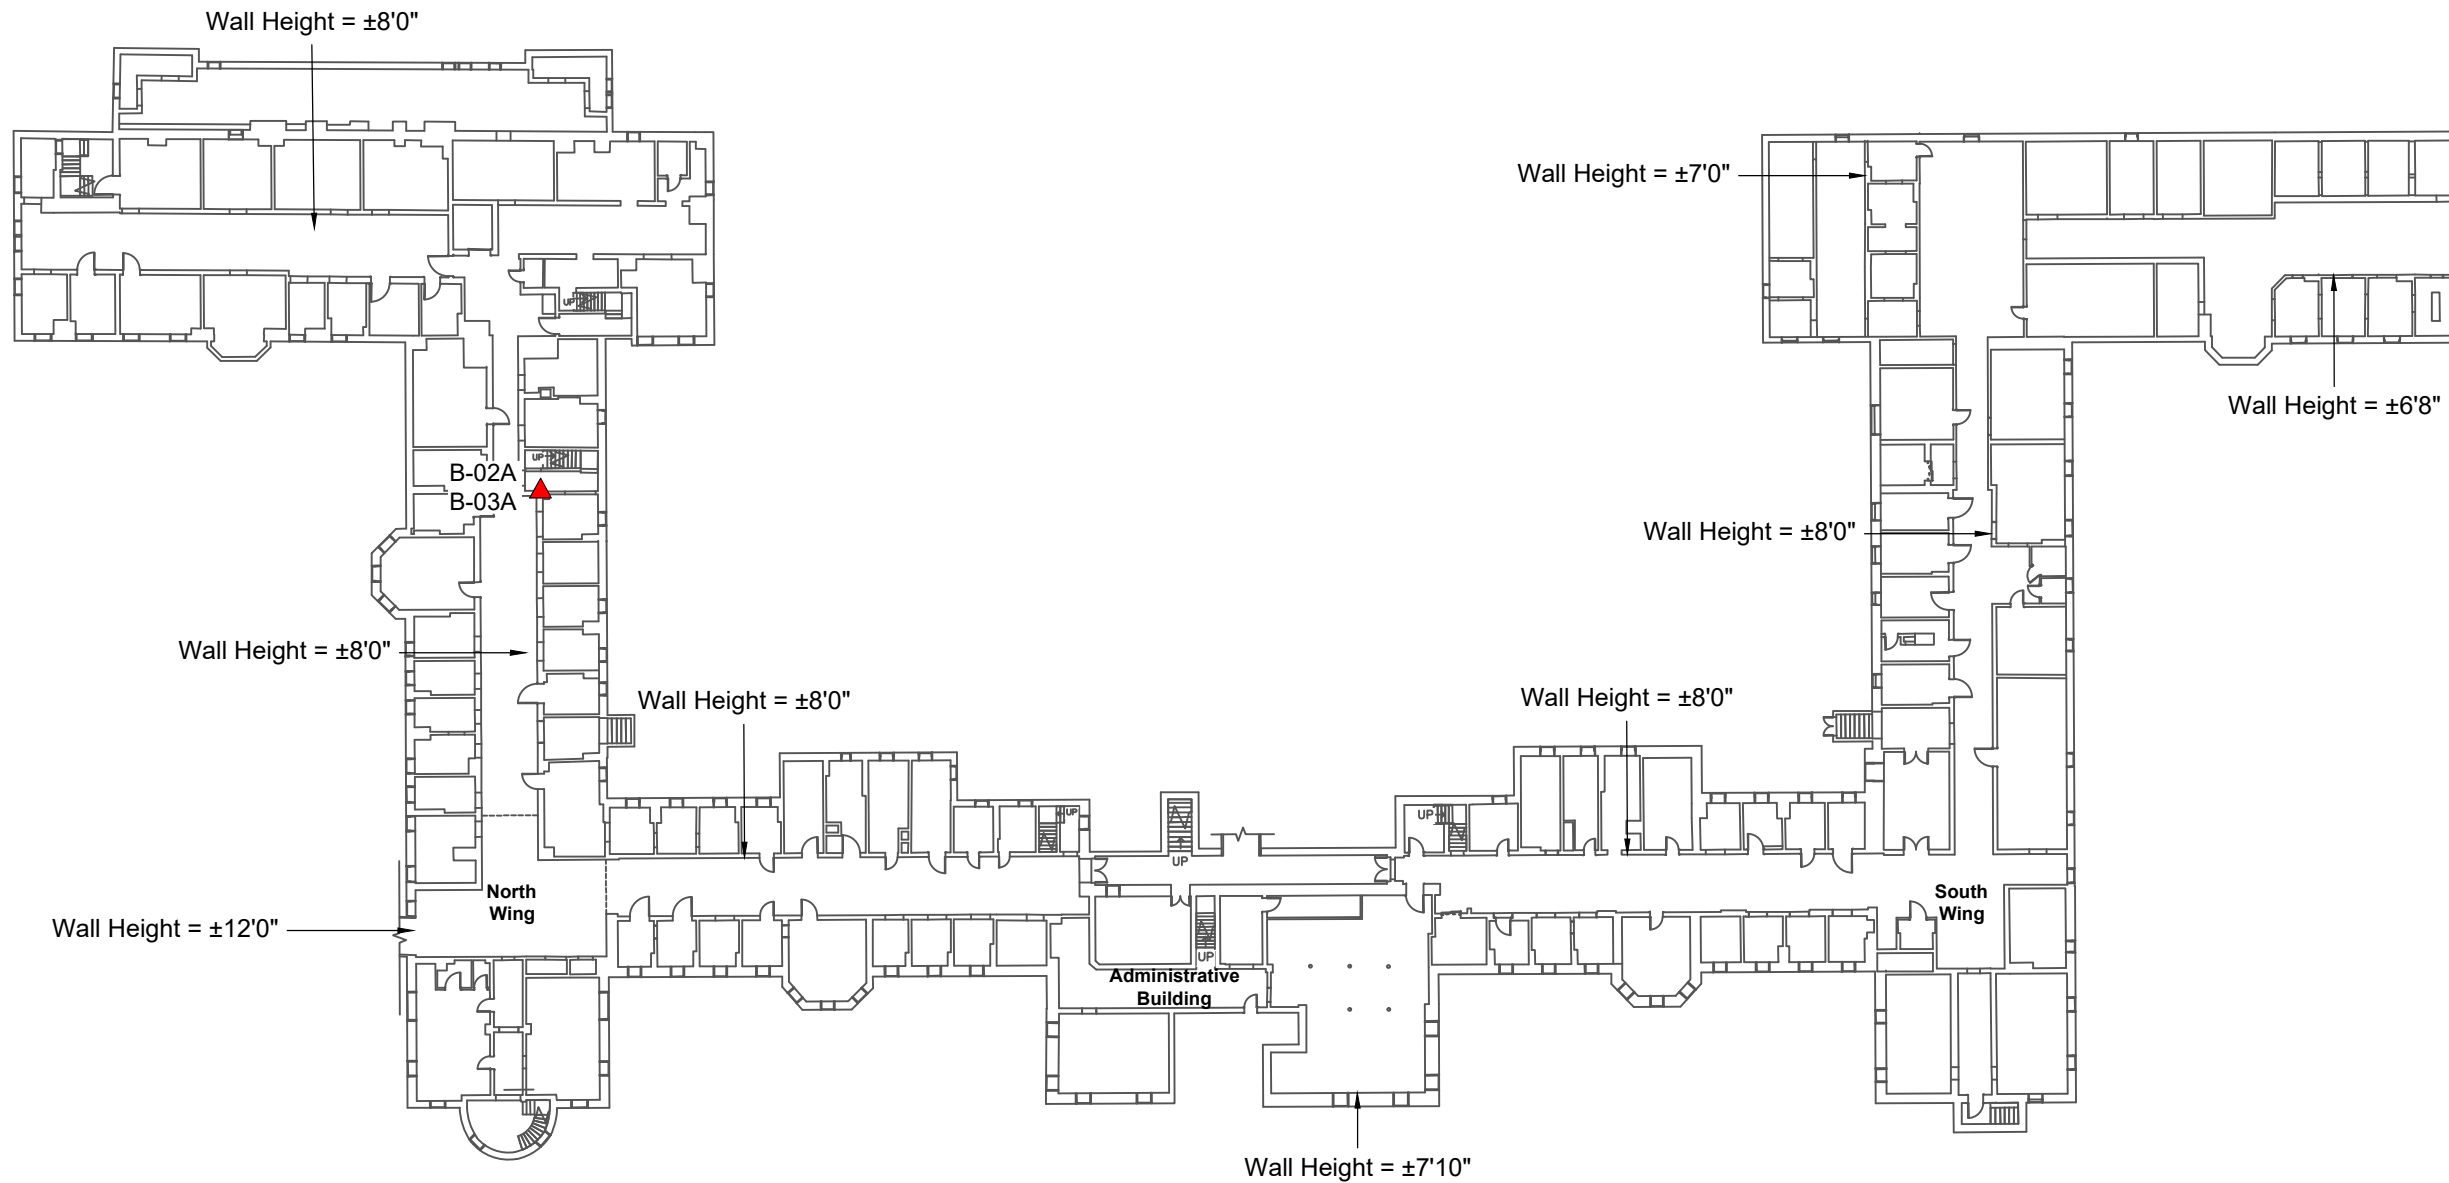 Wall Height = ±8'0"
Wall Height = ±7'0"
UP
Wall Height = ±6'8"
UP
B-02A
B-03A
Wall Height = ±8'0"
Wall Height = ±8'0"
Wall Height = ±8'0"
Wall Height = ±8'0"
UP
UP
UP
North
Wing
South
Wing
Wall Height = ±12'0"
UP
Administrative
Building
Wall Height = ±7'10"